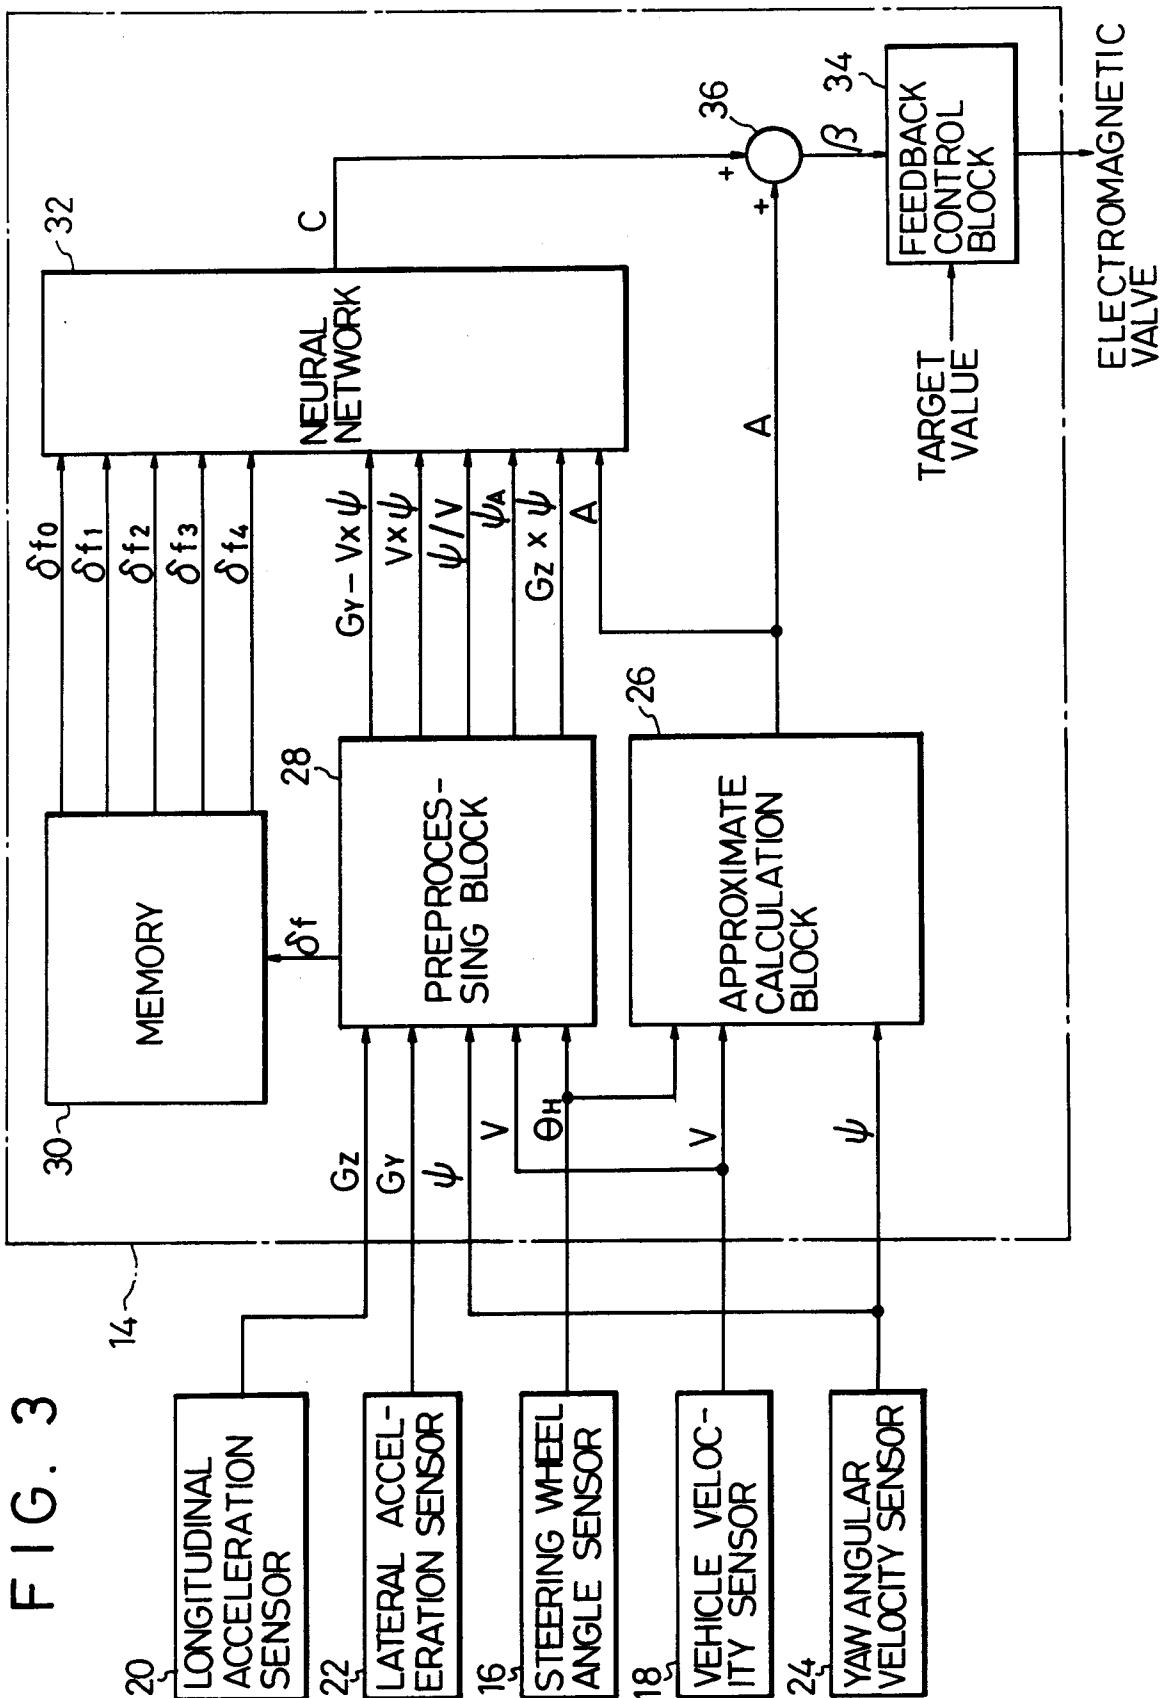 FIG. 3
20
LONGITUDINAL
ACCELERATION
SENSOR
22
LATERAL ACCEL-
ERATION SENSOR
16
STEERING WHEEL
ANGLE SENSOR
18
VEHICLE VELOC-
ITY SENSOR
24
YAW ANGULAR
VELOCITY SENSOR
14
GZ
GY
ψ
V
θH
V
ψ
30
MEMORY
δf
28
PREPROCES-
SING BLOCK
26
APPROXIMATE
CALCULATION
BLOCK
δf0
δf1
δf2
δf3
δf4
GY-V×ψ
V×ψ
ψ/V
ψA
GZ×ψ
A
32
NEURAL
NETWORK
C
A
+
+
36
β
TARGET
VALUE
34
FEEDBACK
CONTROL
BLOCK
ELECTROMAGNETIC
VALVE